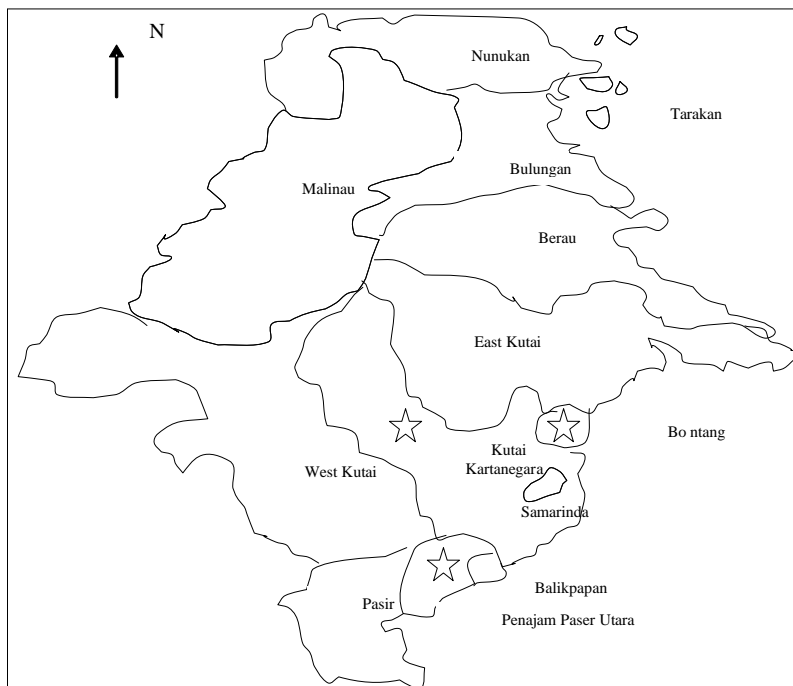 N
Nunukan
Tarakan
Bulungan
Malinau
Berau
East Kutai
Bo ntang
Kutai
Kartanegara
West Kutai
Samarinda
Balikpapan
Pasir
Penajam Paser Utara